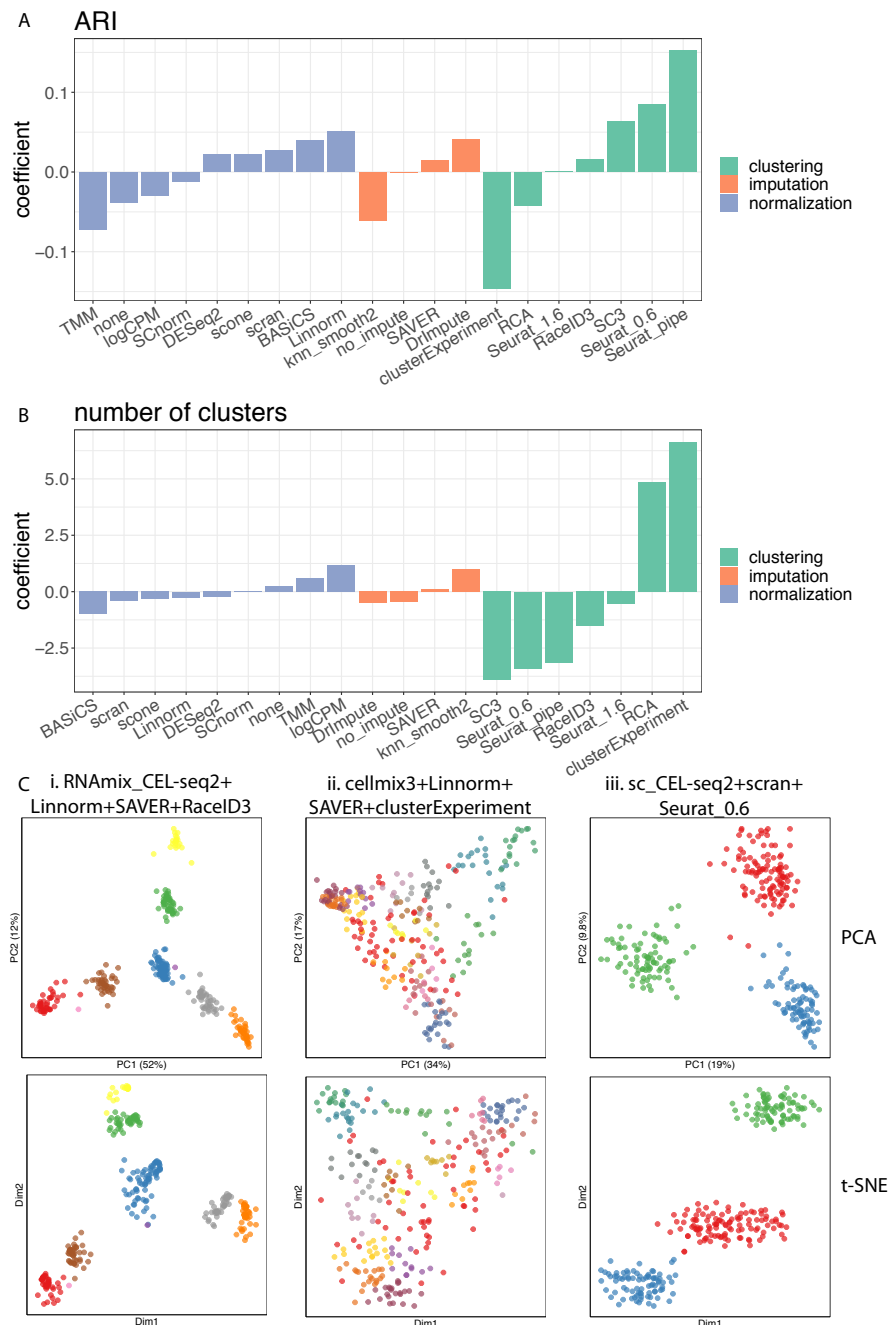 A
ARI
coefficient
0.1
0.0
−0.1
TMM
none
logCPM
SCnorm
DESeq2
scone
scran
BASiCS
Linnorm
knn_smooth2
no_impute
SAVER
DrImpute
clusterExperiment
RCA
Seurat_1.6
RaceID3
SC3
Seurat_0.6
Seurat_pipe
clustering
imputation
normalization
B
number of clusters
coefficient
5.0
2.5
0.0
−2.5
BASiCS
scran
scone
Linnorm
DESeq2
SCnorm
none
TMM
logCPM
DrImpute
no_impute
SAVER
knn_smooth2
SC3
Seurat_0.6
Seurat_pipe
RaceID3
Seurat_1.6
RCA
clusterExperiment
clustering
imputation
normalization
C
i. RNAmix_CEL-seq2+
Linnorm+SAVER+RaceID3
ii. cellmix3+Linnorm+
SAVER+clusterExperiment
iii. sc_CEL-seq2+scran+
Seurat_0.6
PC2 (12%)
PC1 (52%)
PC2 (17%)
PC1 (34%)
PC2 (9.8%)
PC1 (19%)
PCA
Dim2
Dim1
Dim2
Dim1
Dim2
Dim1
t-SNE